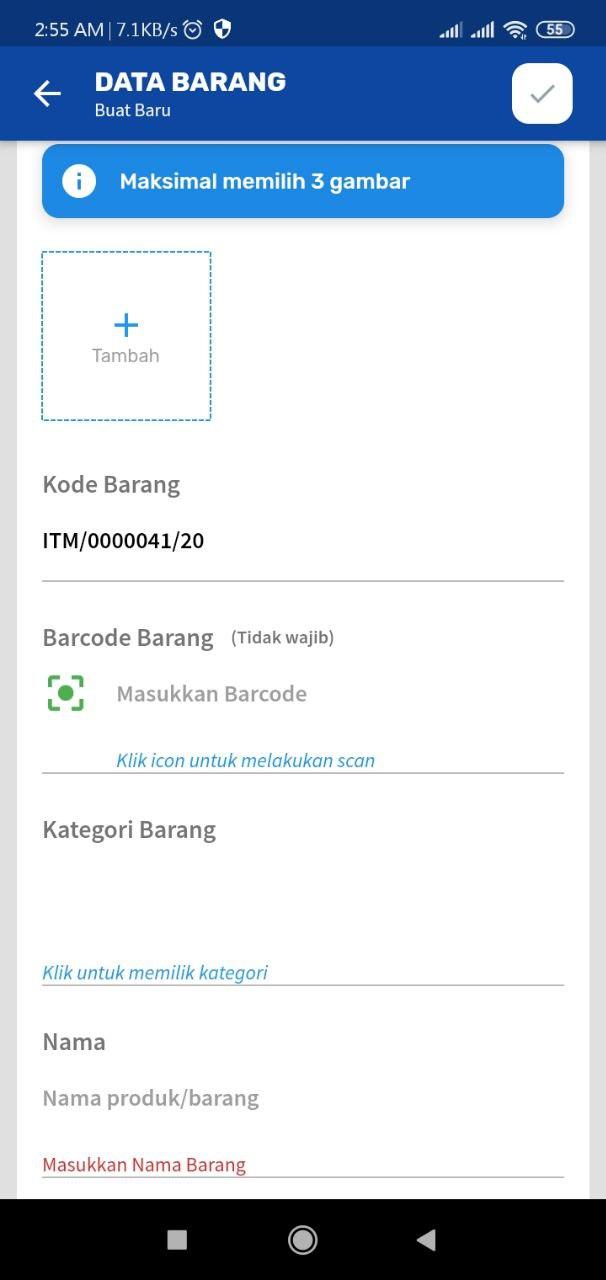 2:55 AM | 7.1KB/s
55
DATA BARANG
Buat Baru
Maksimal memilih 3 gambar
Tambah
Kode Barang
ITM/0000041/20
Barcode Barang (Tidak wajib)
Masukkan Barcode
Klik icon untuk melakukan scan
Kategori Barang
Klik untuk memilik kategori
Nama
Nama produk/barang
Masukkan Nama Barang